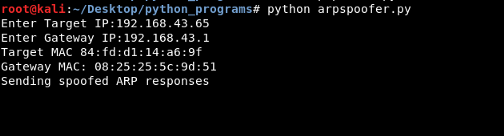 root@kali:~/Desktop/python_programs# python arpspoofer.py
Enter Target IP:192.168.43.65
Enter Gateway IP:192.168.43.1
Target MAC 84:fd:d1:14:a6:9f
Gateway MAC: 08:25:25:5c:9d:51
Sending spoofed ARP responses